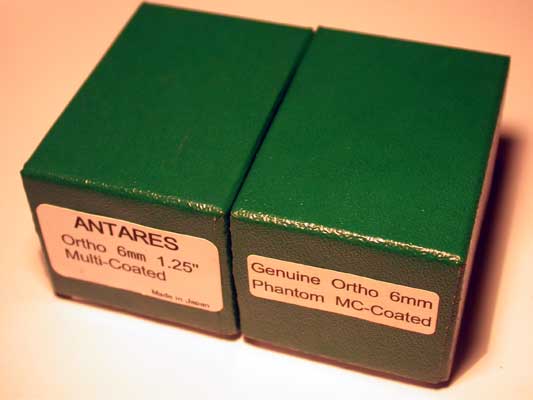 ANTARES
Ortho 6mm 1.25"
Multi-Coated
Made in Japan
Genuine Ortho 6mm
Phantom MC-Coated